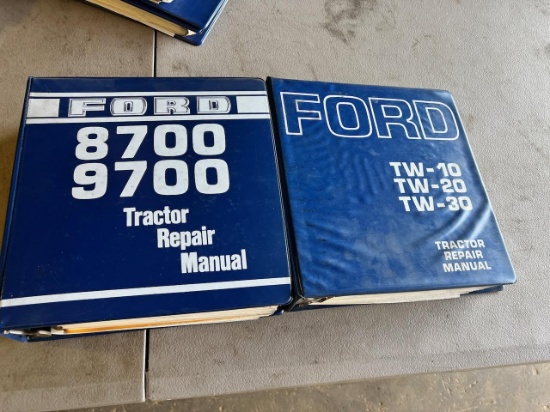 FORD
8700
9700
Tractor
Repair
Manual
FORD
TW-10
TW-20
TW-30
TRACTOR
REPAIR
MANUAL